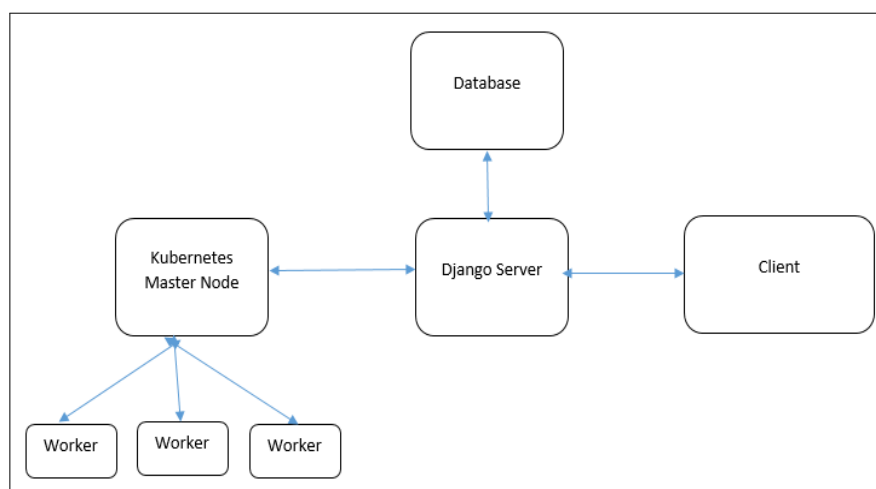 Database
Kubernetes
Master Node
Django Server
Client
Worker
Worker
Worker